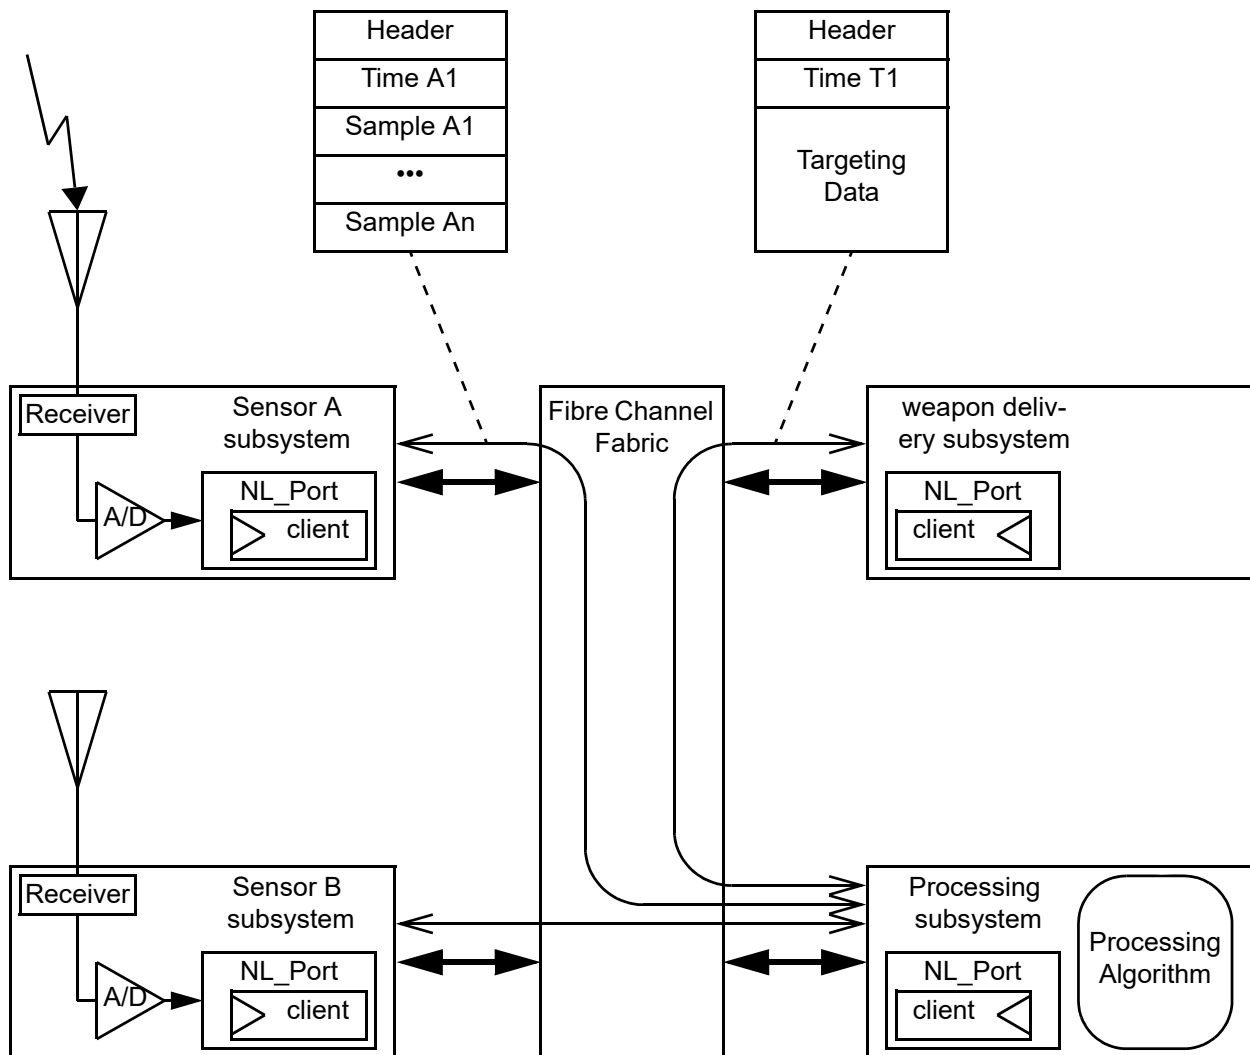 Header
Time A1
Sample A1
•••
Sample An
Header
Time T1
Targeting
Data
Receiver
Sensor A
subsystem
A/D
NL_Port
client
Fibre Channel
Fabric
weapon deliv-
ery subsystem
NL_Port
client
Receiver
Sensor B
subsystem
A/D
NL_Port
client
Processing
subsystem
NL_Port
client
Processing
Algorithm